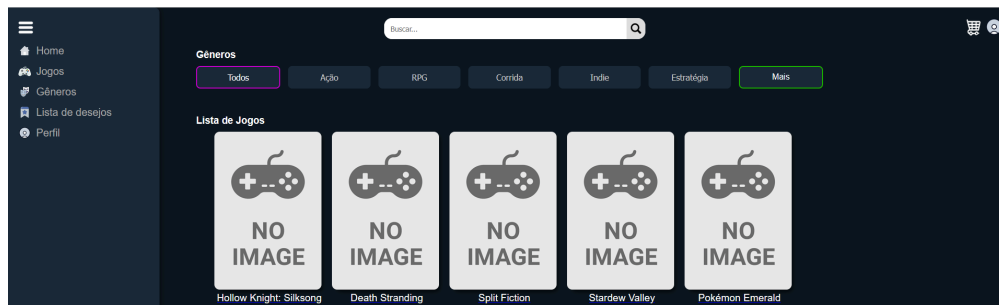 Buscar...
Home
Jogos
Gêneros
Lista de desejos
Perfil
Gêneros
Todos Ação RPG Corrida Indie Estratégia Mais
Lista de Jogos
NO IMAGE NO IMAGE NO IMAGE NO IMAGE NO IMAGE
Hollow Knight: Silksong Death Stranding Split Fiction Stardew Valley Pokémon Emerald